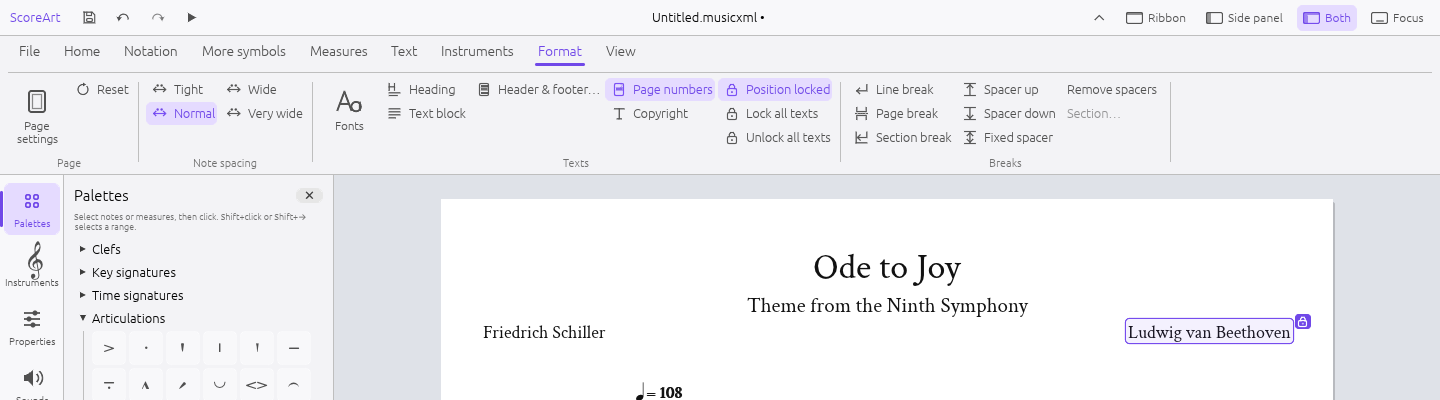 ScoreArt
Untitled.musicxml •
Ribbon
Side panel
Both
Focus
File
Home
Notation
More symbols
Measures
Text
Instruments
Format
View
Page settings
Reset
Page
Tight
Wide
Normal
Very wide
Note spacing
Fonts
Heading
Text block
Header & footer…
Page numbers
Copyright
Position locked
Lock all texts
Unlock all texts
Texts
Line break
Page break
Section break
Spacer up
Spacer down
Fixed spacer
Remove spacers
Section…
Breaks
Palettes
Instruments
Properties
Palettes
Select notes or measures, then click. Shift+click or Shift+→
selects a range.
Clefs
Key signatures
Time signatures
Articulations
Ode to Joy
Theme from the Ninth Symphony
Friedrich Schiller
Ludwig van Beethoven
= 108